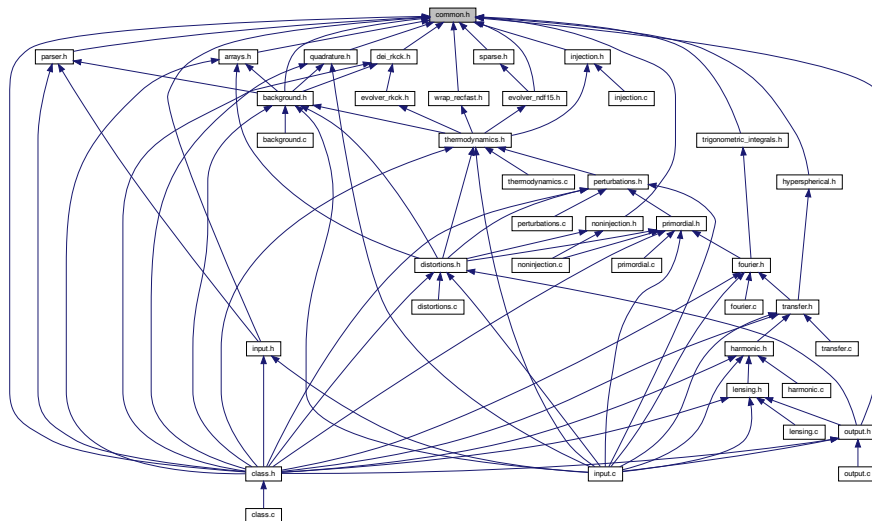 common.h
parser.h
arrays.h
quadrature.h
dei_rkck.h
sparse.h
injection.h
background.h
evolver_rkck.h
wrap_recfast.h
evolver_ndf15.h
injection.c
background.c
thermodynamics.h
trigonometric_integrals.h
thermodynamics.c
perturbations.h
hyperspherical.h
perturbations.c
noninjection.h
primordial.h
distortions.h
noninjection.c
primordial.c
fourier.h
distortions.c
fourier.c
transfer.h
input.h
harmonic.h
transfer.c
lensing.h
harmonic.c
lensing.c
output.h
class.h
input.c
output.c
class.c